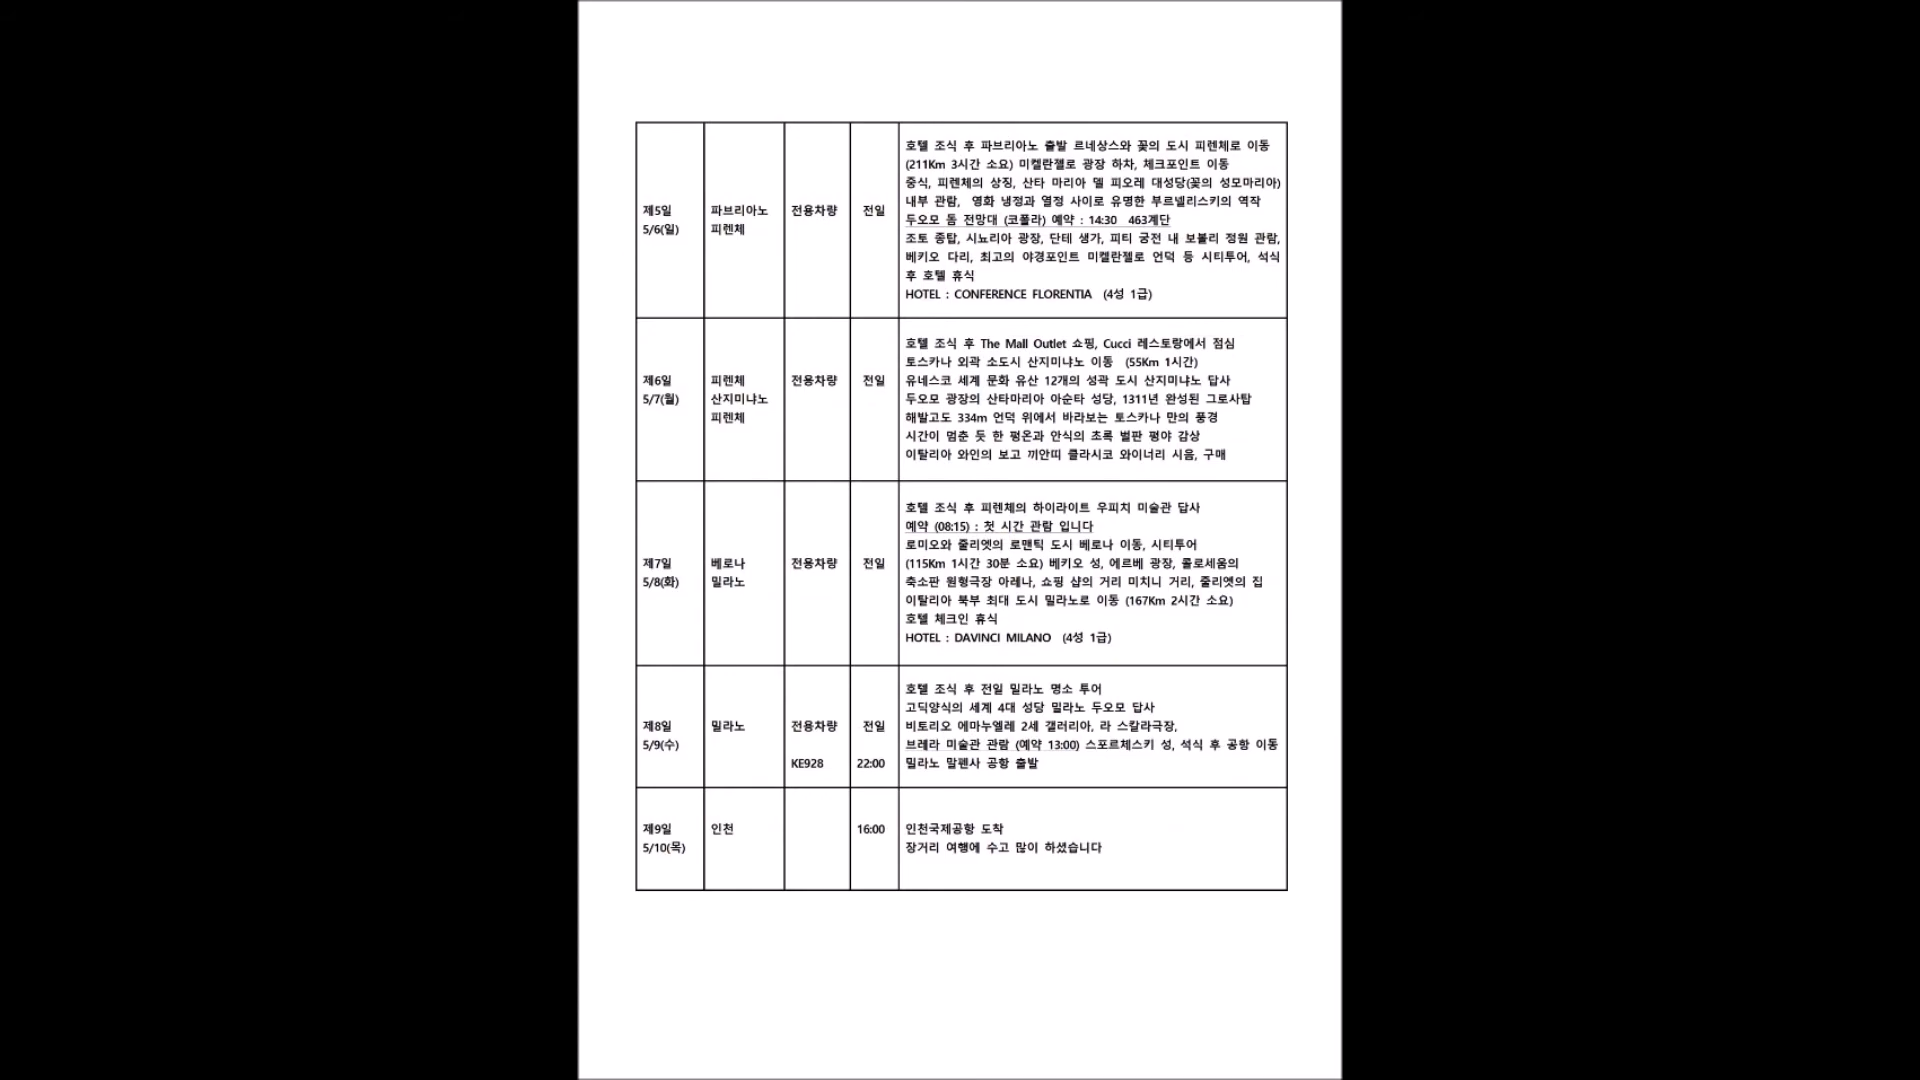 제5일
5/6(일)
파브리아노
피렌체
전용차량
전일
호텔 조식 후 파브리아노 출발 르네상스와 꽃의 도시 피렌체로 이동
(211Km 3시간 소요) 미켈란젤로 광장 하차, 체크포인트 이동
중식, 피렌체의 상징, 산타 마리아 델 피오레 대성당(꽃의 성모마리아)
내부 관람, 영화 냉정과 열정 사이로 유명한 부르넬리스키의 역작
두오모 돔 전망대 (코폴라) 예약 : 14:30 463계단
조토 종탑, 시뇨리아 광장, 단테 생가, 피티 궁전 내 보볼리 정원 관람,
베키오 다리, 최고의 야경포인트 미켈란젤로 언덕 등 시티투어, 석식
후 호텔 휴식
HOTEL : CONFERENCE FLORENTIA (4성 1급)
제6일
5/7(월)
피렌체
산지미냐노
피렌체
전용차량
전일
호텔 조식 후 The Mall Outlet 쇼핑, Cucci 레스토랑에서 점심
토스카나 외곽 소도시 산지미냐노 이동 (55Km 1시간)
유네스코 세계 문화 유산 12개의 성곽 도시 산지미냐노 답사
두오모 광장의 산타마리아 아순타 성당, 1311년 완성된 그로사탑
해발고도 334m 언덕 위에서 바라보는 토스카나 만의 풍경
시간이 멈춘 듯 한 평온과 안식의 초록 벌판 평야 감상
이탈리아 와인의 보고 끼안띠 클라시코 와이너리 시음, 구매
제7일
5/8(화)
베로나
밀라노
전용차량
전일
호텔 조식 후 피렌체의 하이라이트 우피치 미술관 답사
예약 (08:15) : 첫 시간 관람 입니다
로미오와 줄리엣의 로맨틱 도시 베로나 이동, 시티투어
(115Km 1시간 30분 소요) 베키오 성, 에르베 광장, 콜로세움의
축소판 원형극장 아레나, 쇼핑 샵의 거리 마치니 거리, 줄리엣의 집
이탈리아 북부 최대 도시 밀라노로 이동 (167Km 2시간 소요)
호텔 체크인 휴식
HOTEL : DAVINCI MILANO (4성 1급)
제8일
5/9(수)
밀라노
전용차량
KE928
전일
22:00
호텔 조식 후 전일 밀라노 명소 투어
고딕양식의 세계 4대 성당 밀라노 두오모 답사
비토리오 에마누엘레 2세 갤러리아, 라 스칼라극장,
브레라 미술관 관람 (예약 13:00) 스포르체스키 성, 석식 후 공항 이동
밀라노 말펜사 공항 출발
제9일
5/10(목)
인천
16:00
인천국제공항 도착
장거리 여행에 수고 많이 하셨습니다